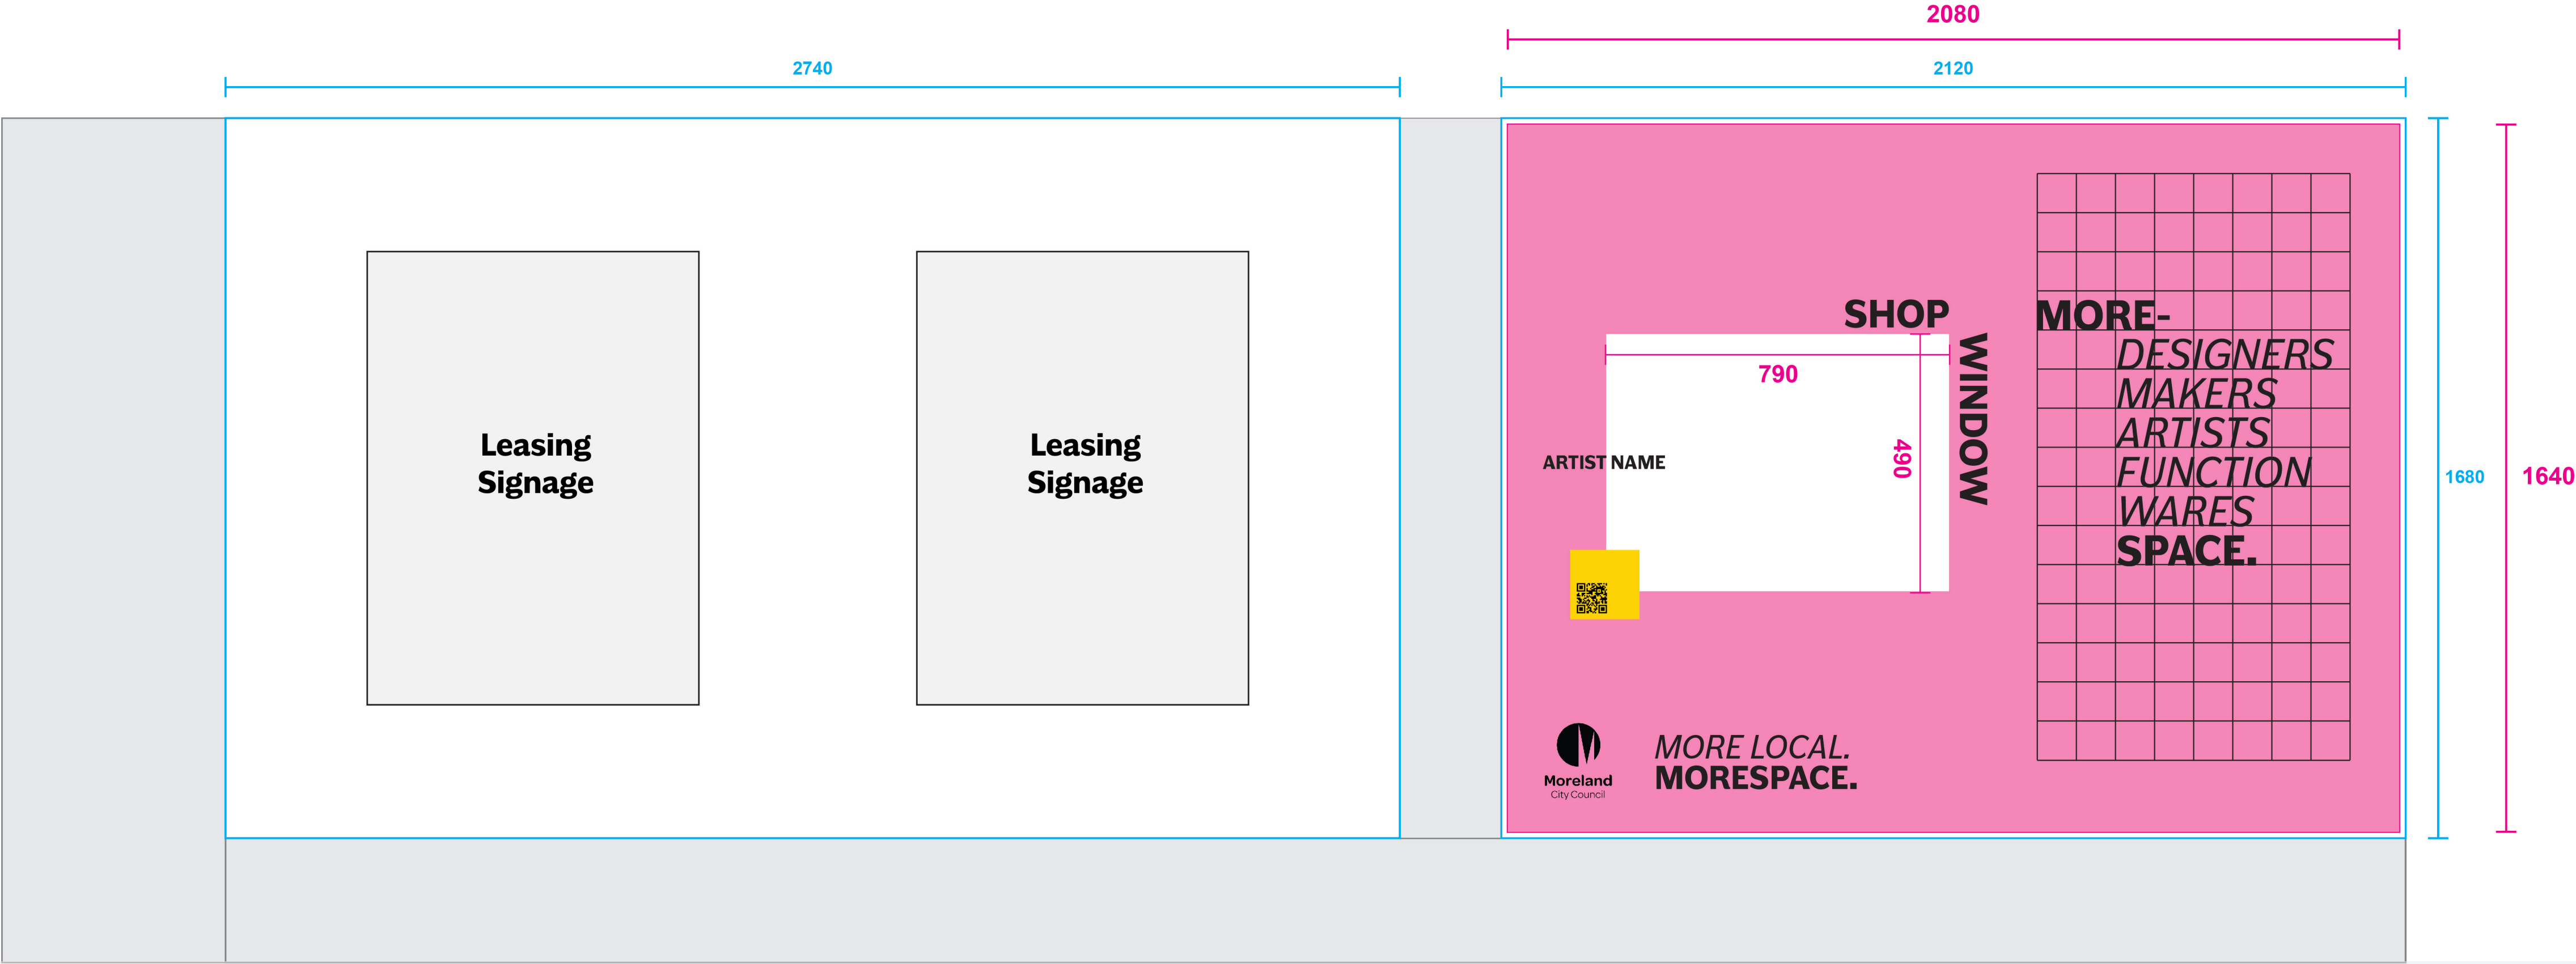 2080
2740
2120
SHOP
WINDOW
MORE-
DESIGNERS
MAKERS
ARTISTS
FUNCTION
WARES
SPACE.
790
490
Leasing
Signage
Leasing
Signage
ARTIST NAME
1680
1640
Moreland
City Council
MORE LOCAL.
MORESPACE.